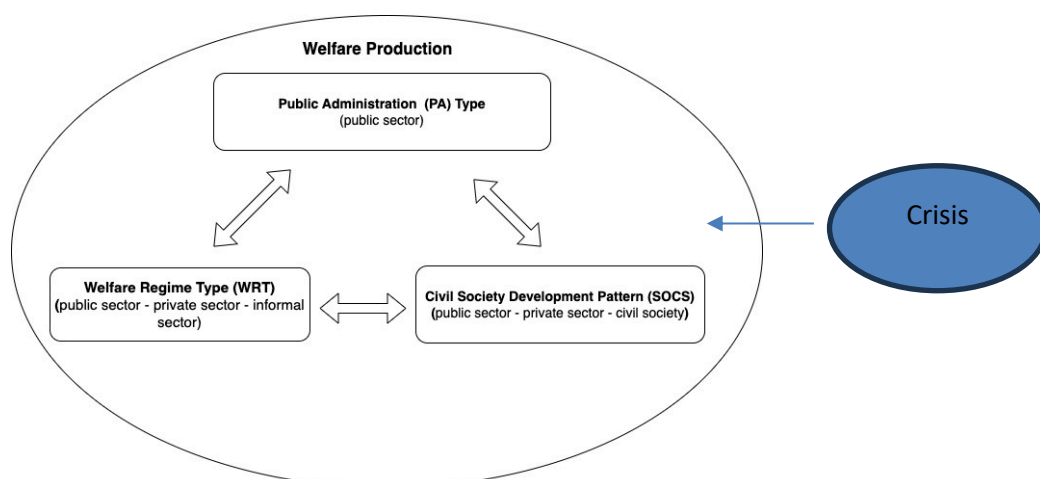 Welfare Production
Public Administration (PA) Type
(public sector)
Crisis
Welfare Regime Type (WRT)
(public sector - private sector - informal
sector)
Civil Society Development Pattern (SOCS)
(public sector - private sector - civil society)